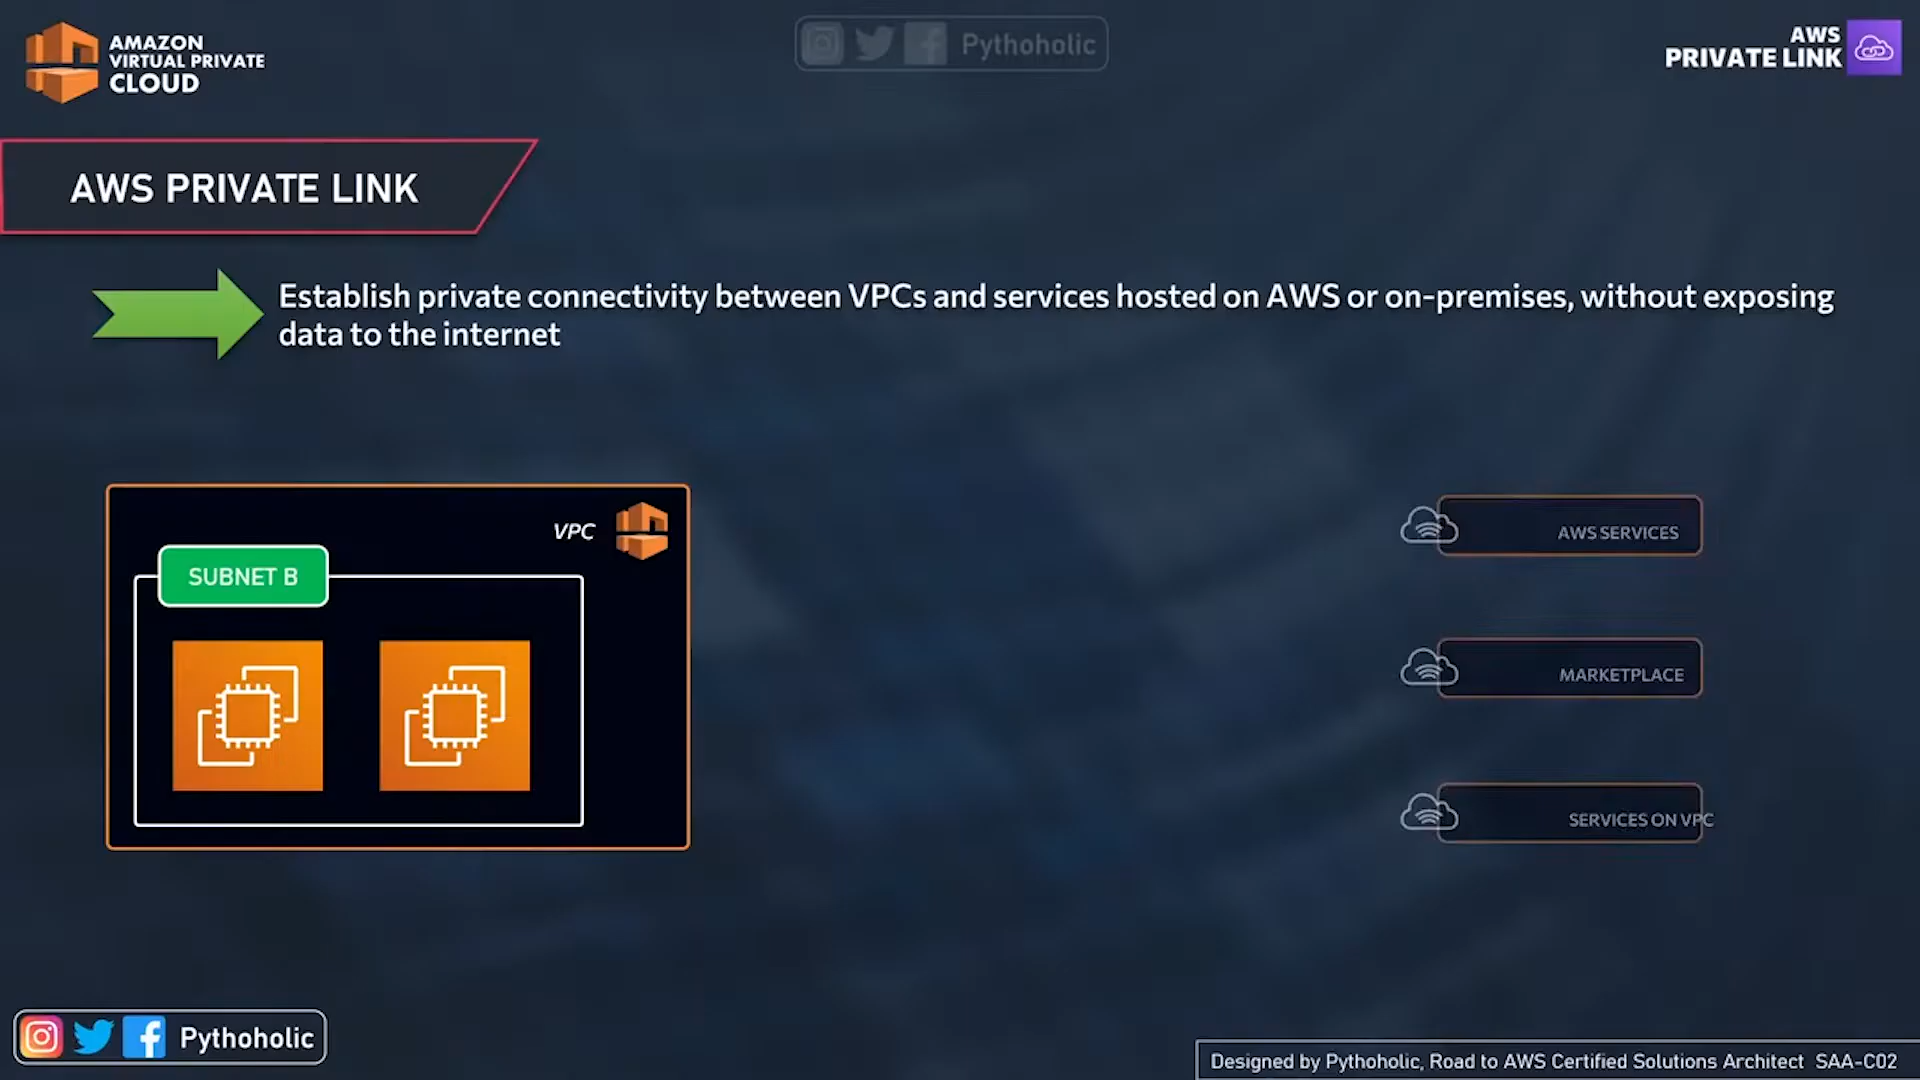 AMAZON
VIRTUAL PRIVATE
CLOUD
Pythoholic
AWS
PRIVATE LINK
AWS PRIVATE LINK
Establish private connectivity between VPCs and services hosted on AWS or on-premises, without exposing
data to the internet
VPC
SUBNET B
AWS SERVICES
MARKETPLACE
SERVICES ON VPC
Pythoholic
Designed by Pythoholic, Road to AWS Certified Solutions Architect SAA-C02